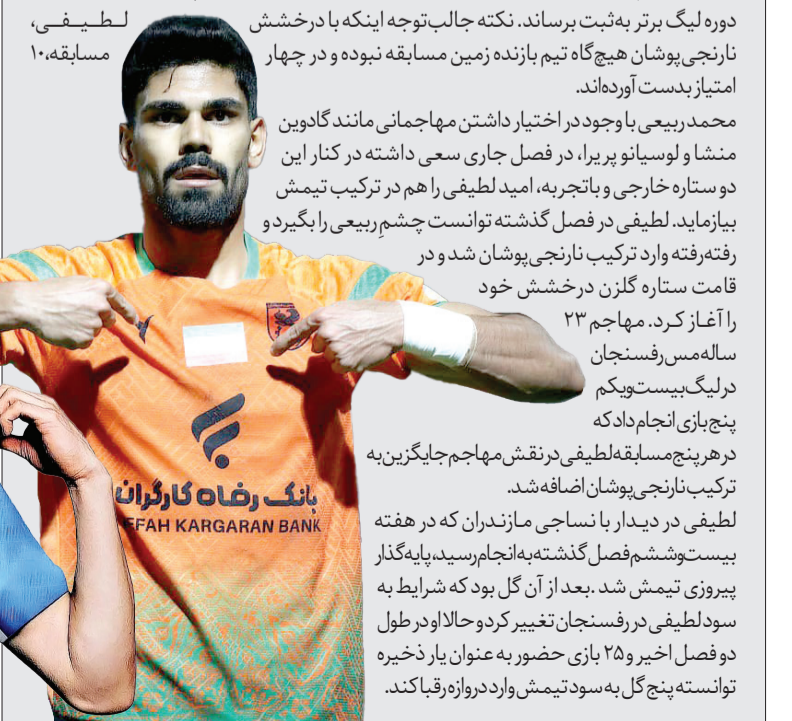 دوره لیگ برتر به‌ثبت برساند. نکته جالب‌توجه اینکه با درخشش لـطـیـفـی،
نارنجی‌پوشان هیچ‌گاه تیم بازنده زمین مسابقه نبوده و در چهار مسابقه،۱۰
امتیاز بدست آورده‌اند.
محمد ربیعی با وجود در اختیار داشتن مهاجمانی مانند گادوین
منشا و لوسیانو پریرا، در فصل جاری سعی داشته در کنار این
دو ستاره خارجی و باتجربه، امید لطیفی را هم در ترکیب تیمش
بیازماید. لطیفی در فصل گذشته توانست چشمِ ربیعی را بگیرد و
رفته‌رفته وارد ترکیب نارنجی‌پوشان شد و در
قامت ستاره گلزن درخشش خود
را آغـاز کـرد. مهاجم ۲۳
ساله مس رفسنجان
در لیگ بیست‌ویکم
پنج بازی انجام داد که
در هر پنج مسابقه لطیفی در نقش مهاجم جایگزین به
ترکیب نارنجی‌پوشان اضافه شد.
لطیفی در دیـدار با نساجی مـازنـدران که در هفته
بیست‌وششم فصل گذشته به انجام رسید، پایه‌گذار
پیروزی تیمش شد .بعد از آن گل بود که شرایط به
سود لطیفی در رفسنجان تغییر کرد و حالا او در طول
دو فصل اخیر و ۲۵ بازی حضور به عنوان یار ذخیره
توانسته پنج گل به سود تیمش وارد دروازه رقبا کند.
بانک رفاه کارگران
EFAH KARGARAN BANK